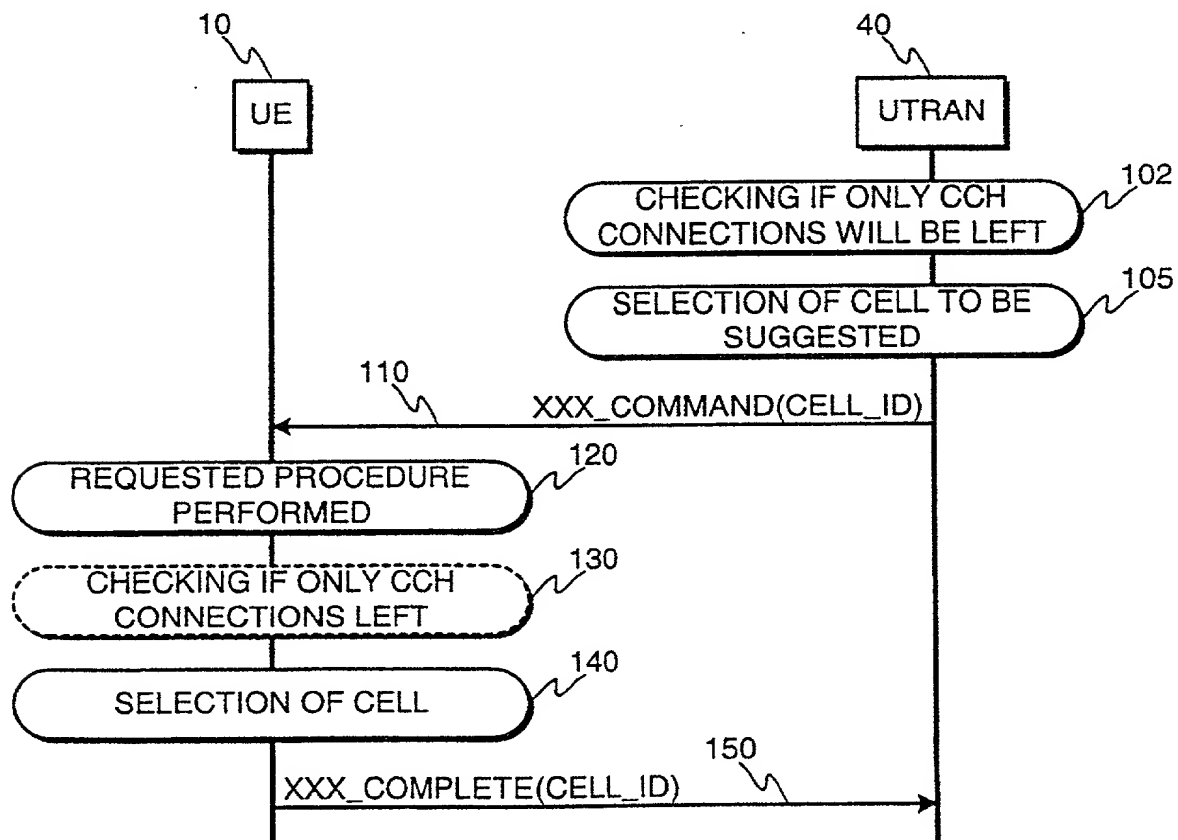 10
40
UE
UTRAN
102
CHECKING IF ONLY CCH
CONNECTIONS WILL BE LEFT
105
SELECTION OF CELL TO BE
SUGGESTED
110
XXX_COMMAND(CELL_ID)
120
REQUESTED PROCEDURE
PERFORMED
130
CHECKING IF ONLY CCH
CONNECTIONS LEFT
140
SELECTION OF CELL
150
XXX_COMPLETE(CELL_ID)